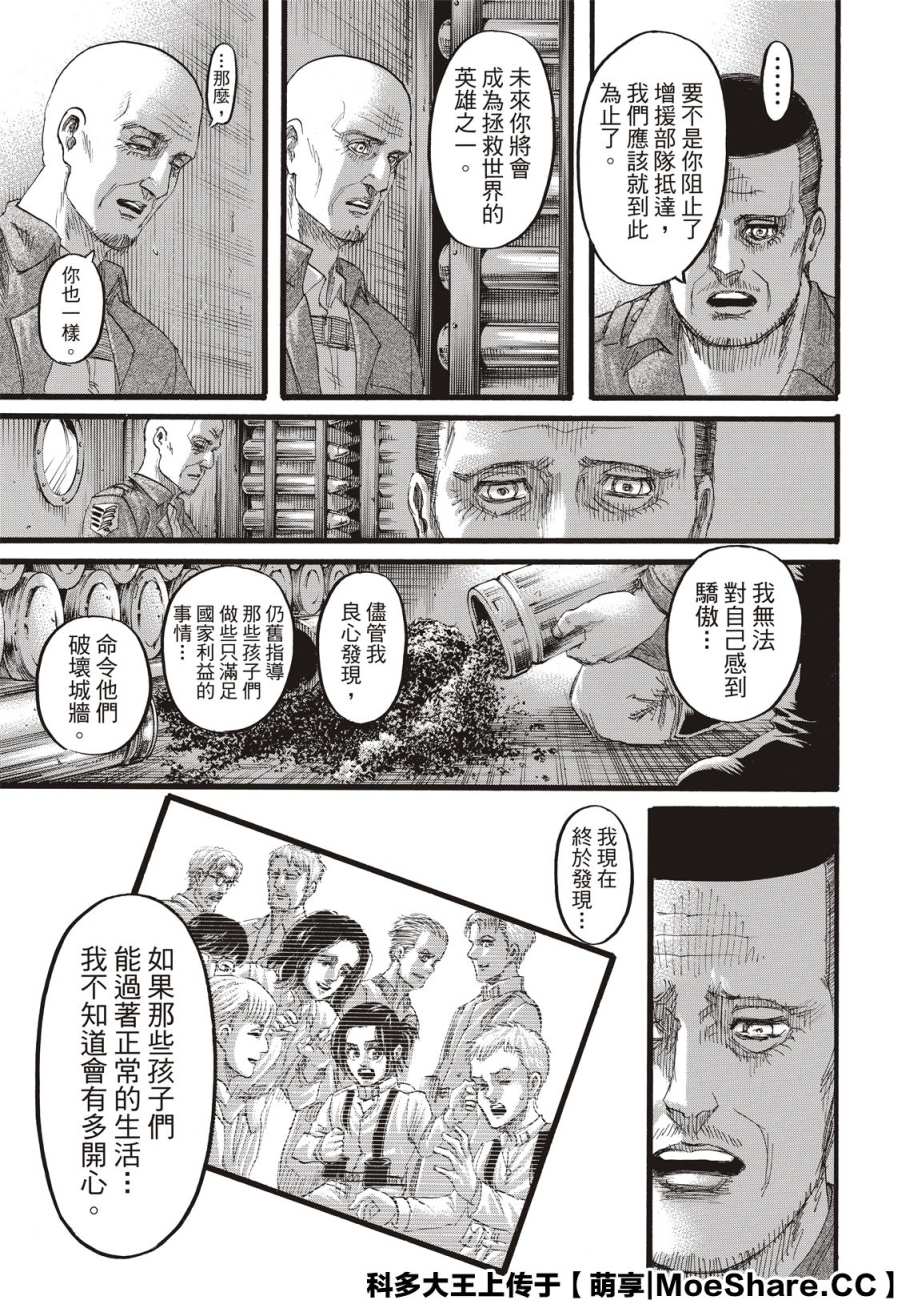 ……
要不是你阻止了
增援部隊抵達，
我們應該就到此
為止了。
未來你將會
成為拯救世界的
英雄之一。
…那麼，
你也一樣。
我無法
對自己感到
驕傲…
儘管我
良心發現，
仍舊指導
那些孩子們
做些只滿足
國家利益的
事情…
命令他們
破壞城牆。
我現在
終於發現…
如果那些孩子們
能過著正常的生活…
我不知道會有多開心。
科多大王上传于【萌享|MoeShare.CC】